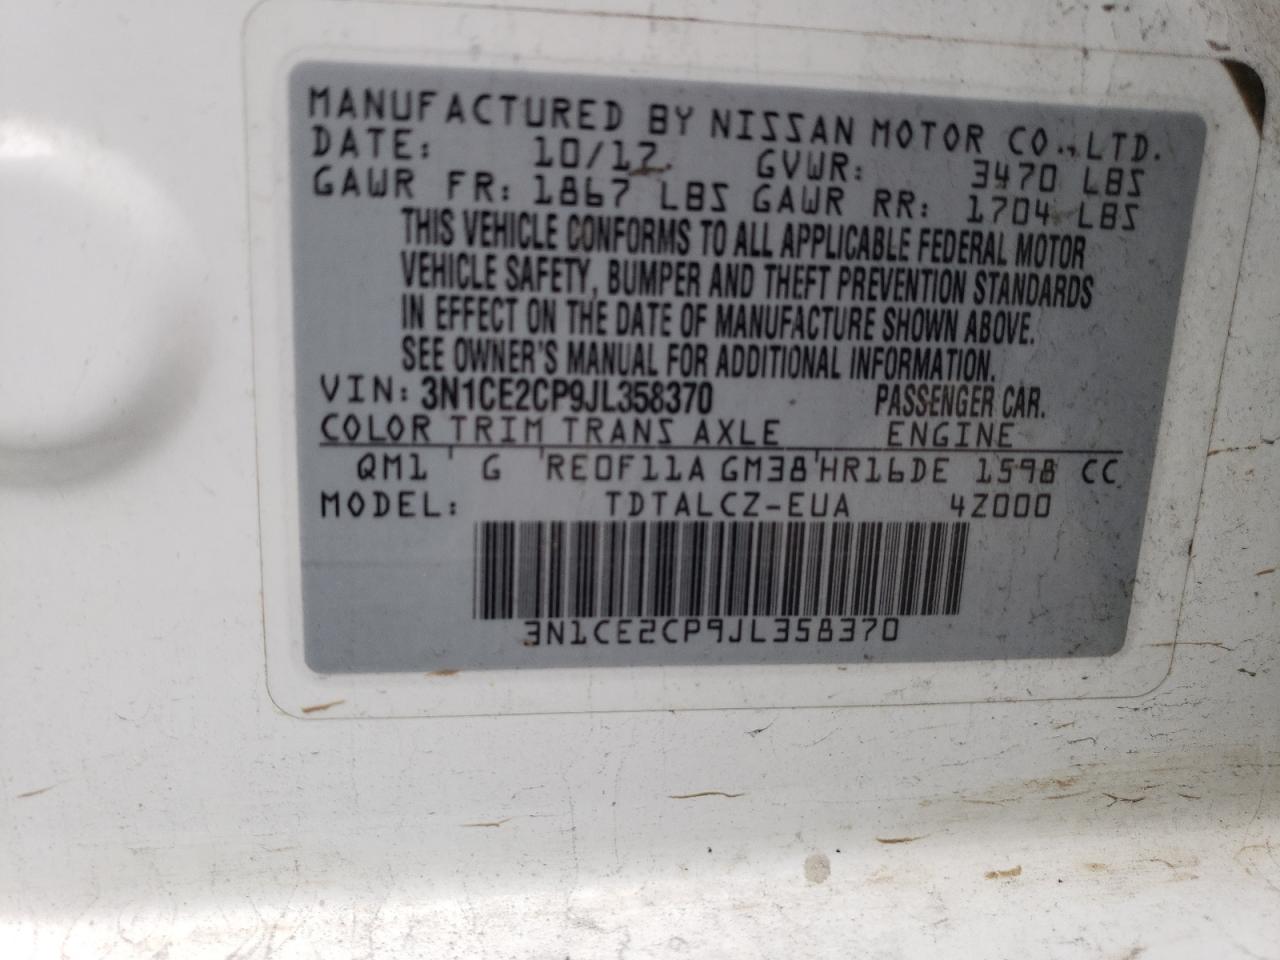 MANUFACTURED BY NISSAN MOTOR CO., LTD.
DATE: 10/17 GVWR: 3470 LBS
GAWR FR: 1867 LBS GAWR RR: 1704 LBS
THIS VEHICLE CONFORMS TO ALL APPLICABLE FEDERAL MOTOR
VEHICLE SAFETY, BUMPER AND THEFT PREVENTION STANDARDS
IN EFFECT ON THE DATE OF MANUFACTURE SHOWN ABOVE.
SEE OWNER'S MANUAL FOR ADDITIONAL INFORMATION.
VIN: 3N1CE2CP9JL358370 PASSENGER CAR.
COLOR TRIM TRANS AXLE ENGINE
QM1 ' G ' RE0F11A GM38 ' HR16DE 1598 CC
MODEL: TDTALCZ-EUA 4Z000
3N1CE2CP9JL358370